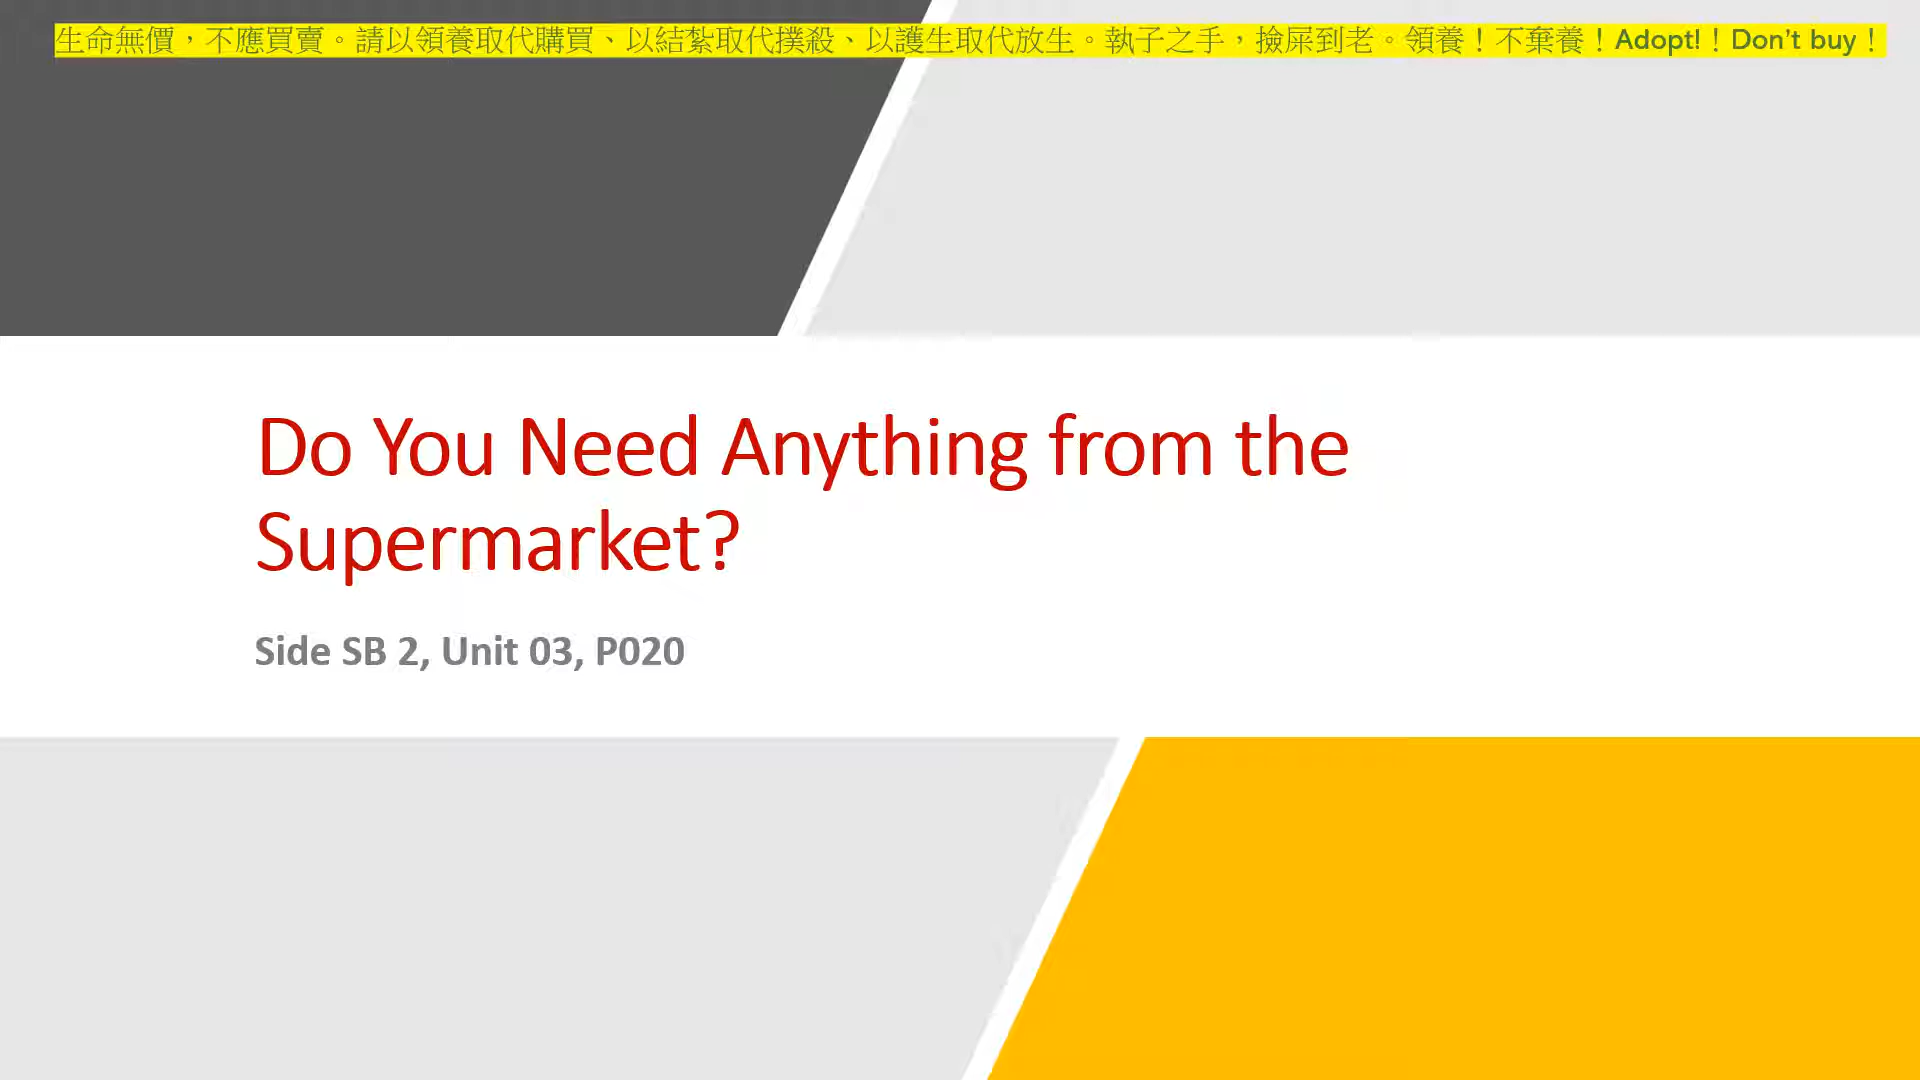 生命無價，不應買賣。請以領養取代購買、以結紮取代撲殺、以護生取代放生。執子之手，撿屎到老。領養！不棄養！Adopt!！Don't buy！
Do You Need Anything from the
Supermarket?
Side SB 2, Unit 03, P020